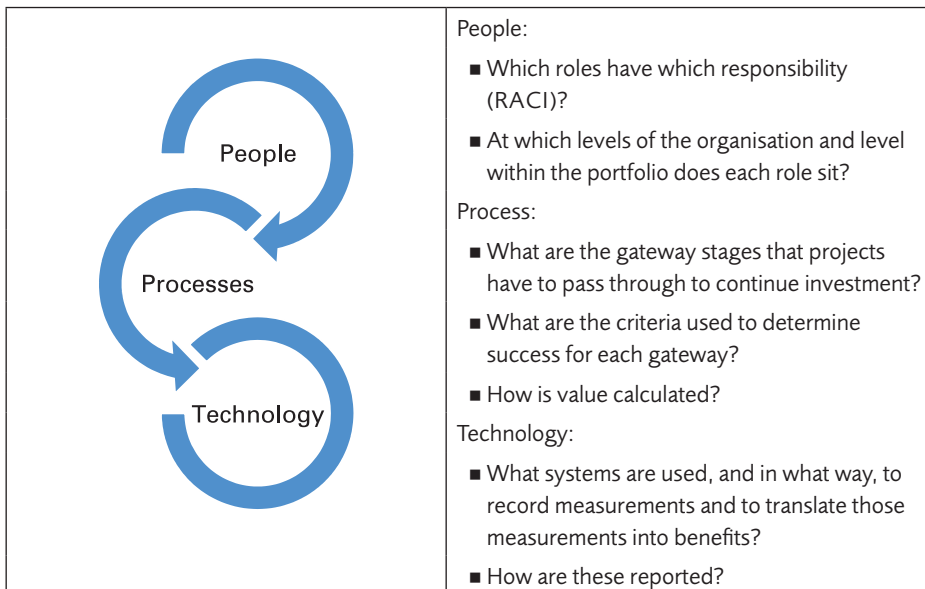 People
Processes
Technology
People:
■ Which roles have which responsibility
(RACI)?
■ At which levels of the organisation and level
within the portfolio does each role sit?
Process:
■ What are the gateway stages that projects
have to pass through to continue investment?
■ What are the criteria used to determine
success for each gateway?
■ How is value calculated?
Technology:
■ What systems are used, and in what way, to
record measurements and to translate those
measurements into benefits?
■ How are these reported?